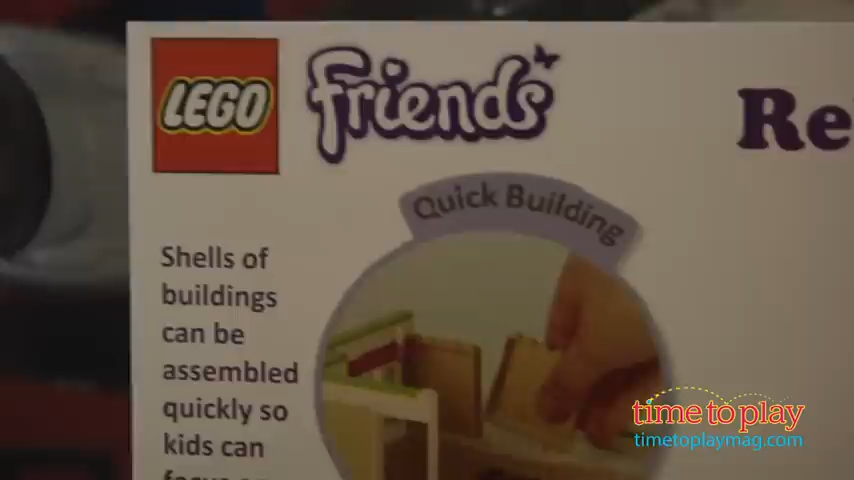 LEGO
friends
Re
Quick Building
Shells of
buildings
can be
assembled
quickly so
kids can
time to play
timetoplaymag.com